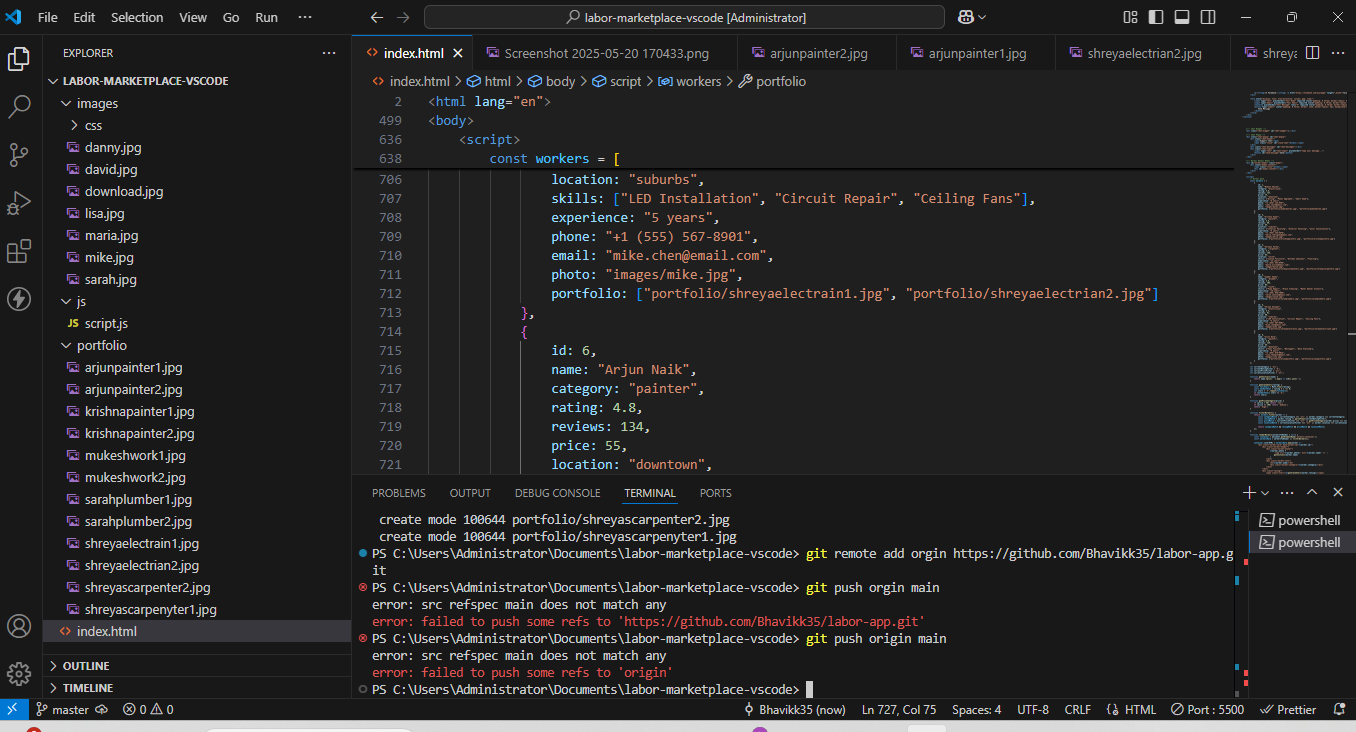 File Edit Selection View Go Run ···
labor-marketplace-vscode [Administrator]
EXPLORER
LABOR-MARKETPLACE-VSCODE
images
css
danny.jpg
david.jpg
download.jpg
lisa.jpg
maria.jpg
mike.jpg
sarah.jpg
js
JS script.js
portfolio
arjunpainter1.jpg
arjunpainter2.jpg
krishnapainter1.jpg
krishnapainter2.jpg
mukeshwork1.jpg
mukeshwork2.jpg
sarahplumber1.jpg
sarahplumber2.jpg
shreyaelectrain1.jpg
shreyaelectrian2.jpg
shreyascarpenter2.jpg
shreyascarpenyter1.jpg
index.html
OUTLINE
TIMELINE
index.html Screenshot 2025-05-20 170433.png arjunpainter2.jpg arjunpainter1.jpg shreyaelectrian2.jpg shreya
index.html > html > body > script > workers > portfolio
2 <html lang="en">
499 <body>
636 <script>
638 const workers = [
706 location: "suburbs",
707 skills: ["LED Installation", "Circuit Repair", "Ceiling Fans"],
708 experience: "5 years",
709 phone: "+1 (555) 567-8901",
710 email: "mike.chen@email.com",
711 photo: "images/mike.jpg",
712 portfolio: ["portfolio/shreyaelectrain1.jpg", "portfolio/shreyaelectrian2.jpg"]
713 },
714 {
715 id: 6,
716 name: "Arjun Naik",
717 category: "painter",
718 rating: 4.8,
719 reviews: 134,
720 price: 55,
721 location: "downtown",
PROBLEMS OUTPUT DEBUG CONSOLE TERMINAL PORTS
create mode 100644 portfolio/shreyascarpenter2.jpg
create mode 100644 portfolio/shreyascarpenyter1.jpg
PS C:\Users\Administrator\Documents\labor-marketplace-vscode> git remote add orgin https://github.com/Bhavikk35/labor-app.g
it
PS C:\Users\Administrator\Documents\labor-marketplace-vscode> git push orgin main
error: src refspec main does not match any
error: failed to push some refs to 'https://github.com/Bhavikk35/labor-app.git'
PS C:\Users\Administrator\Documents\labor-marketplace-vscode> git push origin main
error: src refspec main does not match any
error: failed to push some refs to 'origin'
PS C:\Users\Administrator\Documents\labor-marketplace-vscode>
powershell
powershell
master 0 0 Bhavikk35 (now) Ln 727, Col 75 Spaces: 4 UTF-8 CRLF HTML Port : 5500 Prettier